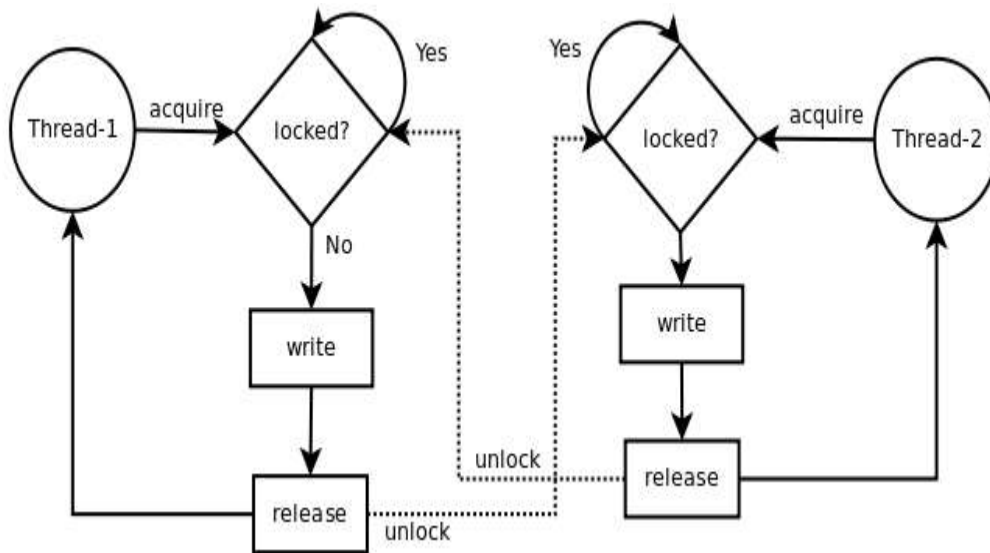 Yes
Yes
Thread-1
acquire
locked?
locked?
acquire
Thread-2
No
write
write
unlock
release
release
unlock